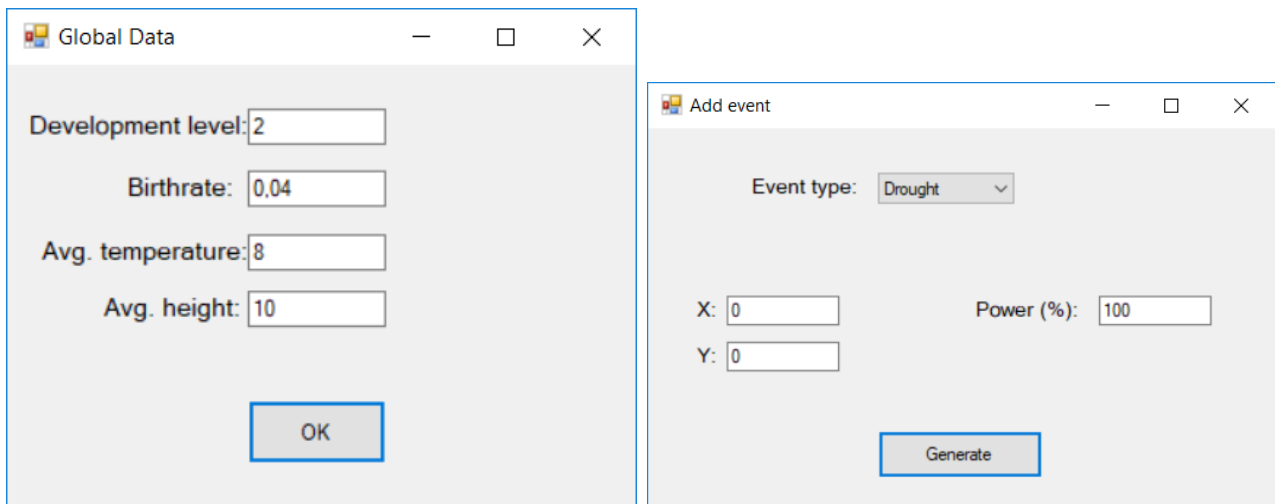 Global Data
Development level: 2
Birthrate: 0,04
Avg. temperature: 8
Avg. height: 10
OK
Add event
Event type: Drought
X: 0 Power (%): 100
Y: 0
Generate